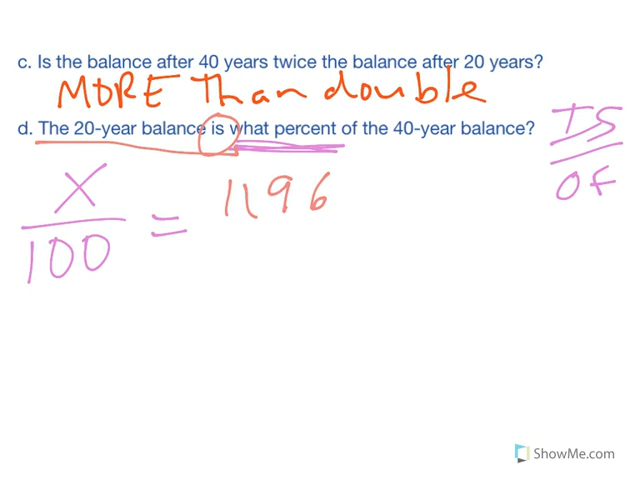 c. Is the balance after 40 years twice the balance after 20 years?
MORE Than double
d. The 20-year balance is what percent of the 40-year balance?
IS
OF
X
100
=
1196
ShowMe.com